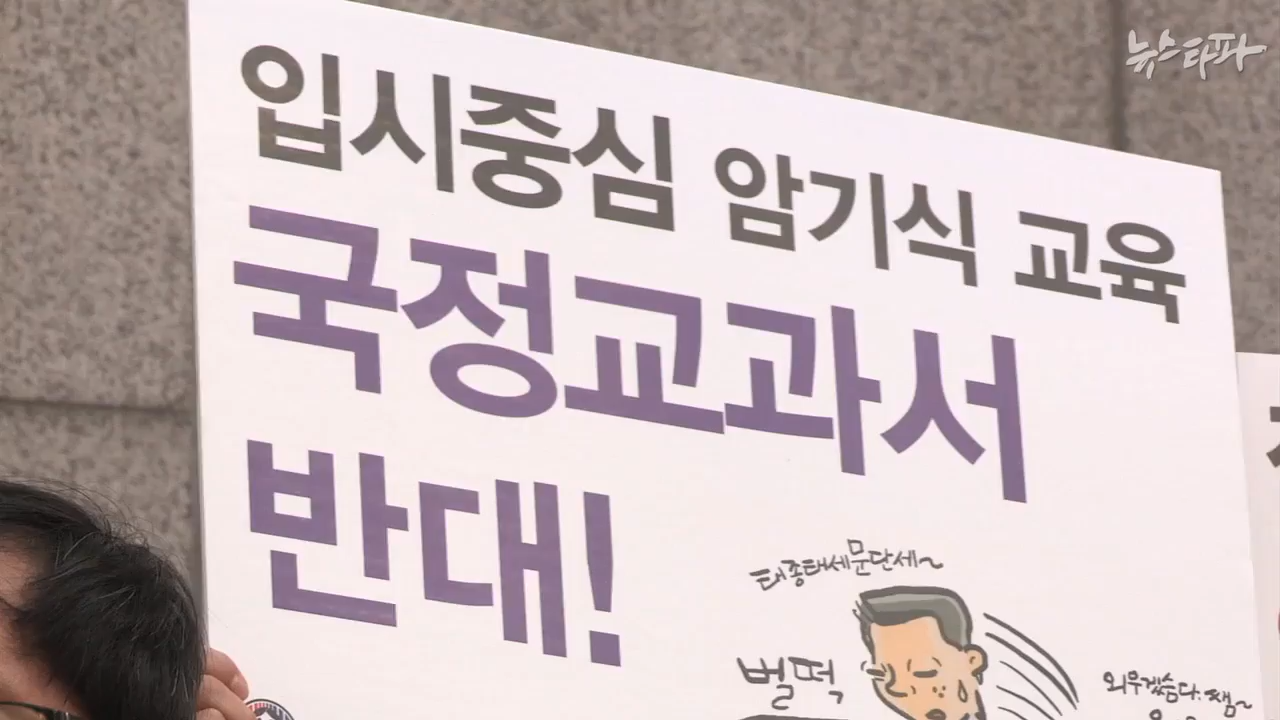 뉴스타파
입시중심 암기식 교육
국정교과서
반대!
태종태세문단세~
벌떡
외우겠습니다. 쌤~